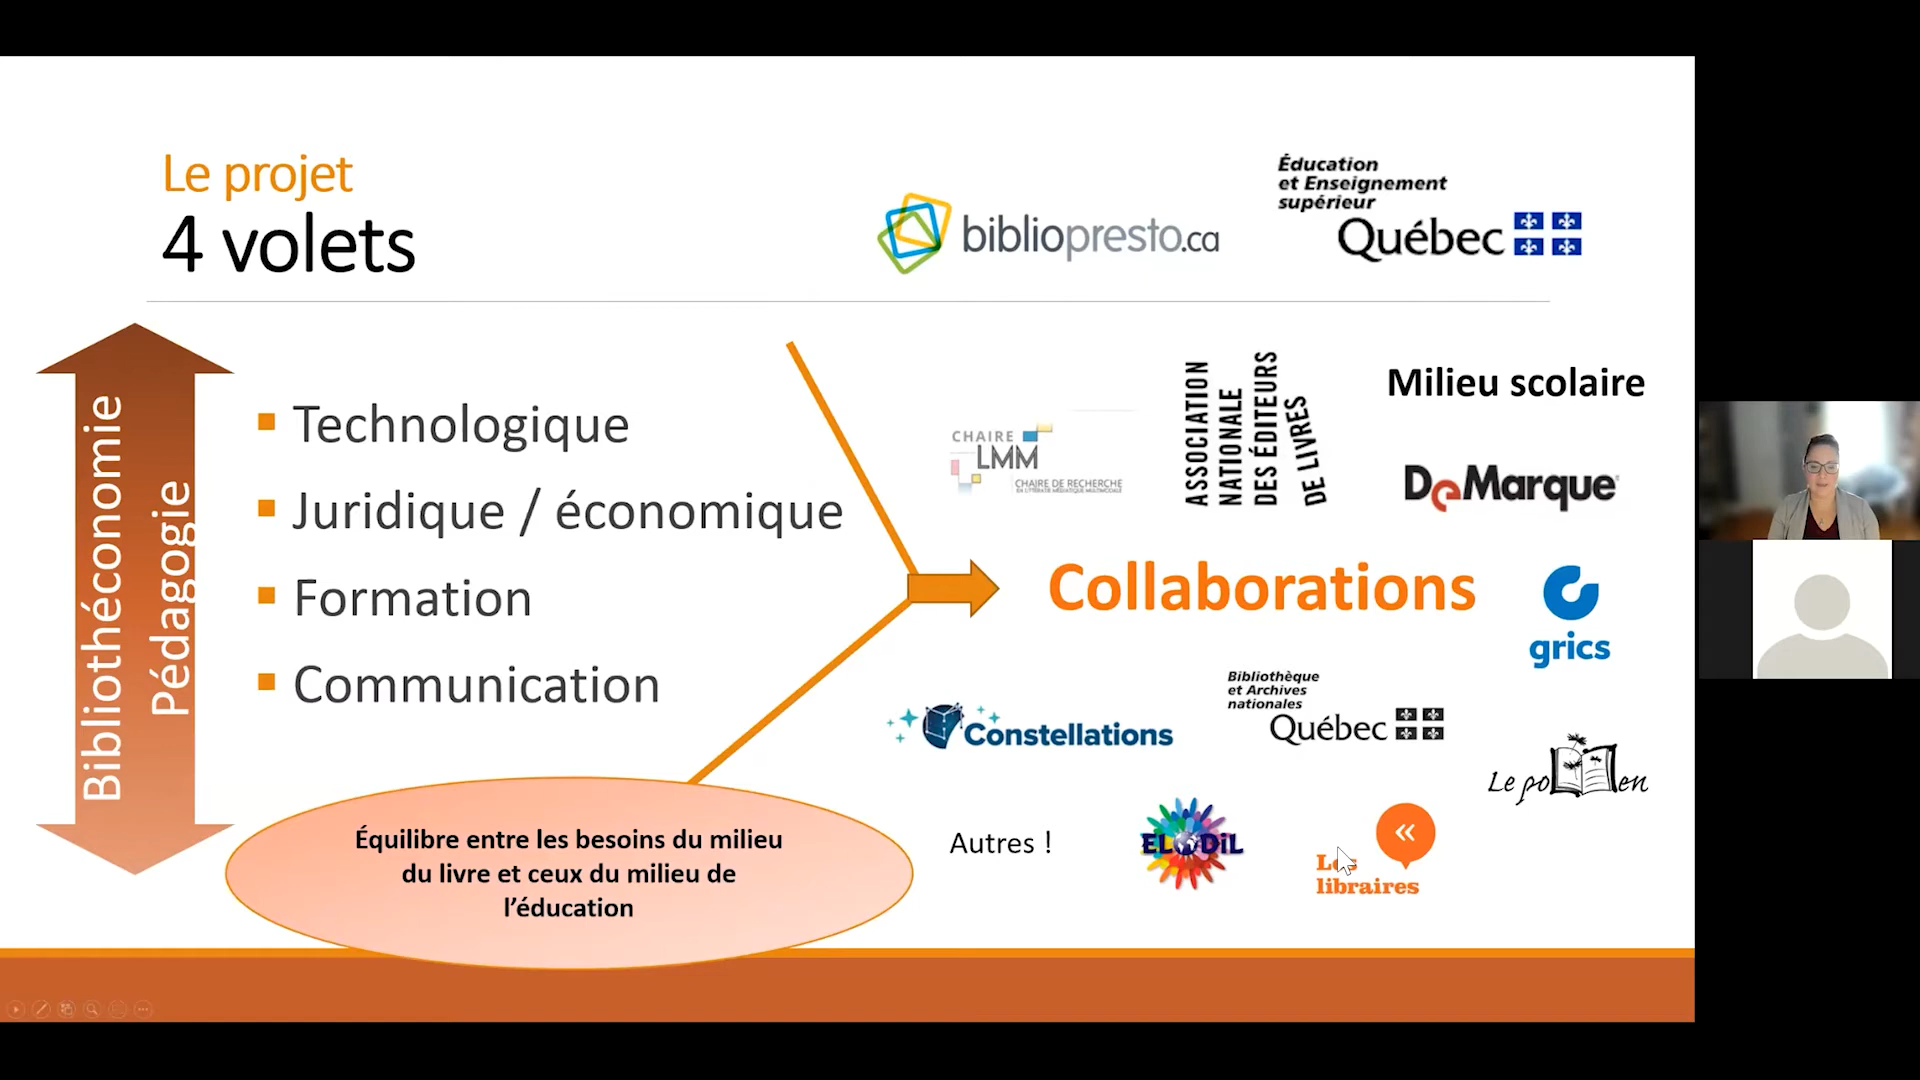 Le projet
4 volets
bibliopresto.ca
Éducation
et Enseignement
supérieur
Québec
Bibliothéconomie
Pédagogie
Technologique
Juridique / économique
Formation
Communication
Équilibre entre les besoins du milieu
du livre et ceux du milieu de
l'éducation
CHAIRE
LMM
CHAIRE DE RECHERCHE
EN LITTÉRATIE MÉDIATIQUE MULTIMODALE
ASSOCIATION
NATIONALE
DES ÉDITEURS
DE LIVRES
Milieu scolaire
DeMarque
Collaborations
grics
Constellations
Bibliothèque
et Archives
nationales
Québec
Le pollen
Autres !
ELODiL
Les
libraires